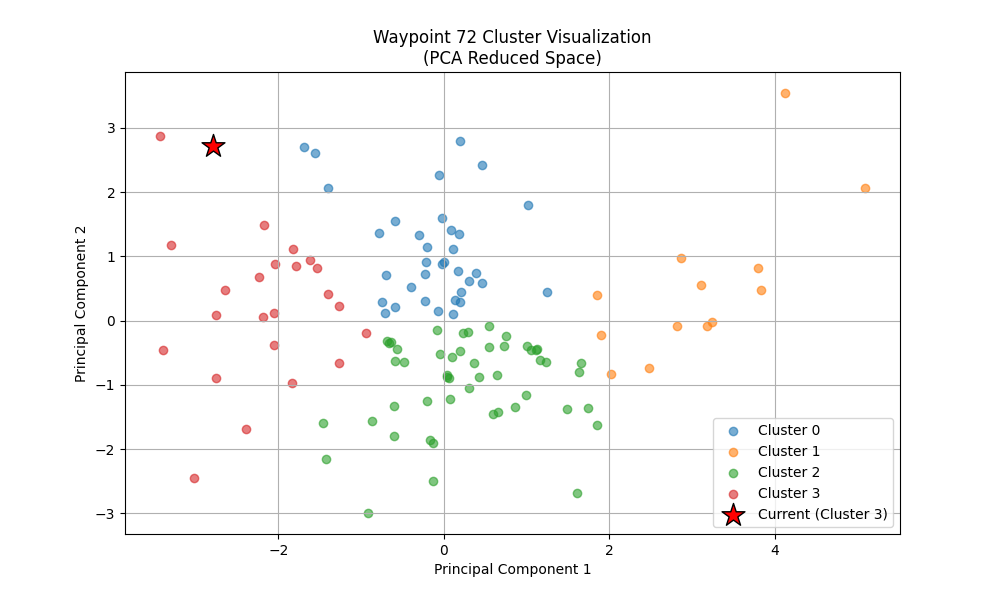 Waypoint 72 Cluster Visualization
(PCA Reduced Space)
Principal Component 2
3
2
1
0
−1
−2
−3
−2
0
2
4
Principal Component 1
Cluster 0
Cluster 1
Cluster 2
Cluster 3
Current (Cluster 3)